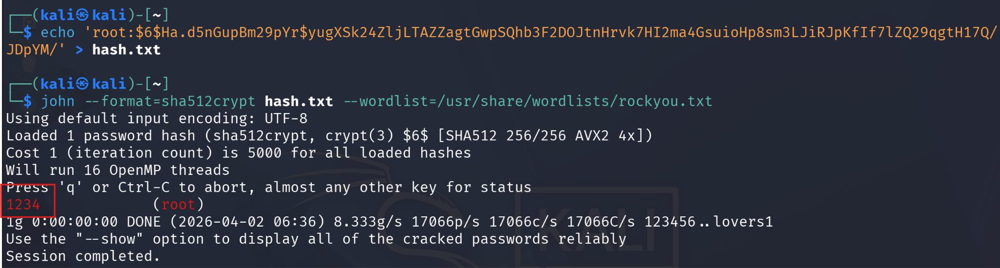 ┌──(kali㉿kali)-[~]
└─$ echo 'root:$6$Ha.d5nGupBm29pYr$yugXSk24ZljLTAZZagtGwpSQhb3F2DOJtnHrvk7HI2ma4GsuioHp8sm3LJiRJpKfIf7lZQ29qgtH17Q/
JDpYM/' > hash.txt
┌──(kali㉿kali)-[~]
└─$ john --format=sha512crypt hash.txt --wordlist=/usr/share/wordlists/rockyou.txt
Using default input encoding: UTF-8
Loaded 1 password hash (sha512crypt, crypt(3) $6$ [SHA512 256/256 AVX2 4x])
Cost 1 (iteration count) is 5000 for all loaded hashes
Will run 16 OpenMP threads
Press 'q' or Ctrl-C to abort, almost any other key for status
1234             (root)
1g 0:00:00:00 DONE (2026-04-02 06:36) 8.333g/s 17066p/s 17066c/s 17066C/s 123456..lovers1
Use the "--show" option to display all of the cracked passwords reliably
Session completed.
KALI